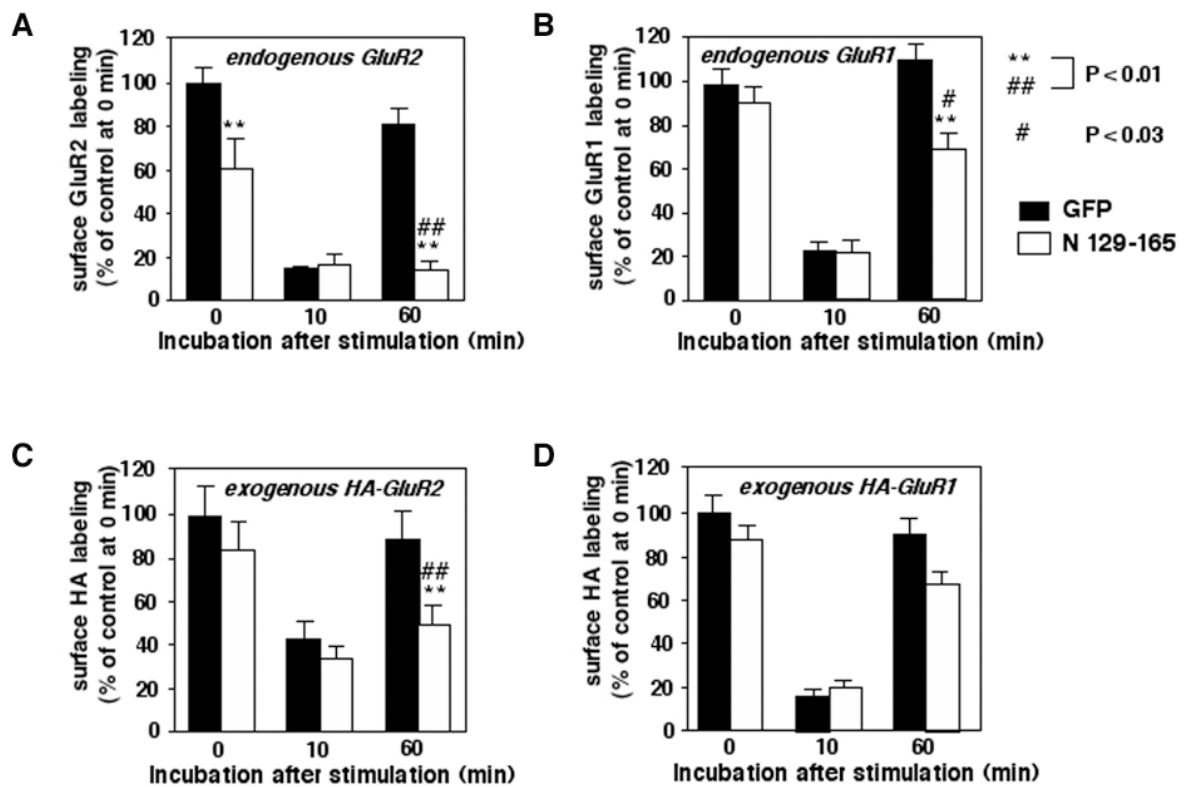 A
endogenous GluR2
surface GluR2 labeling
(% of control at 0 min)
120
100
80
60
40
20
0
**
##
**
0 10 60
Incubation after stimulation (min)
B
endogenous GluR1
surface GluR1 labeling
(% of control at 0 min)
120
100
80
60
40
20
0
#
**
0 10 60
Incubation after stimulation (min)
**
##
P < 0.01
# P < 0.03
GFP
N 129-165
C
exogenous HA-GluR2
surface HA labeling
(% of control at 0 min)
120
100
80
60
40
20
0
##
**
0 10 60
Incubation after stimulation (min)
D
exogenous HA-GluR1
surface HA labeling
(% of control at 0 min)
120
100
80
60
40
20
0
0 10 60
Incubation after stimulation (min)